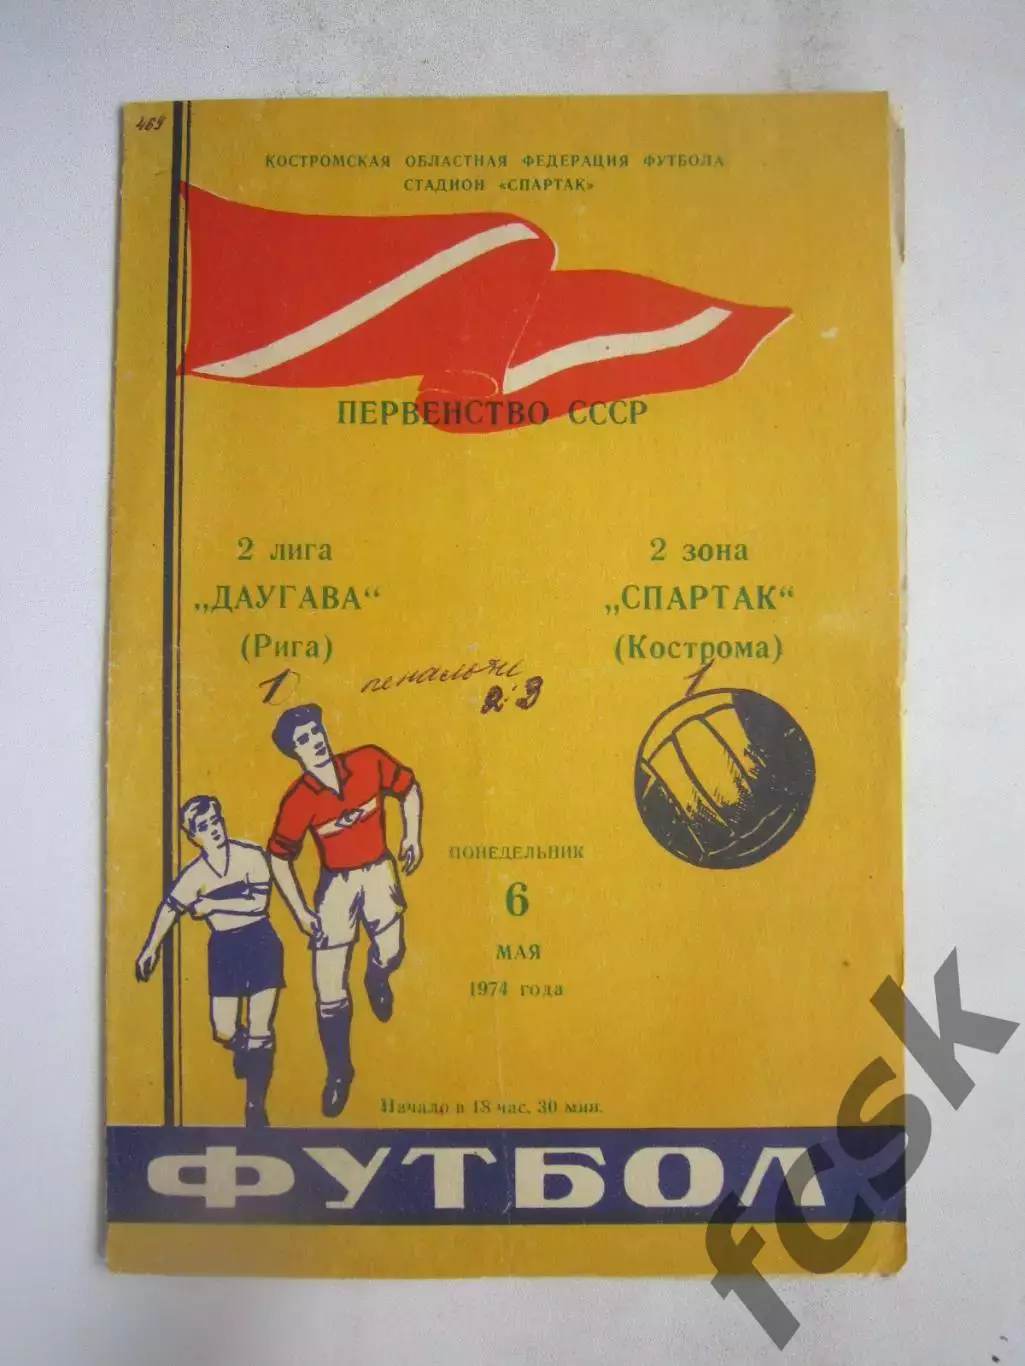 469
КОСТРОМСКАЯ ОБЛАСТНАЯ ФЕДЕРАЦИЯ ФУТБОЛА
СТАДИОН «СПАРТАК»
ПЕРВЕНСТВО СССР
2 лига 2 зона
„ДАУГАВА“ „СПАРТАК“
(Рига) (Кострома)
1 пенальти 2:3 1
ПОНЕДЕЛЬНИК
6
МАЯ
1974 года
Начало в 18 час. 30 мин.
ФУТБОЛ
fcsk